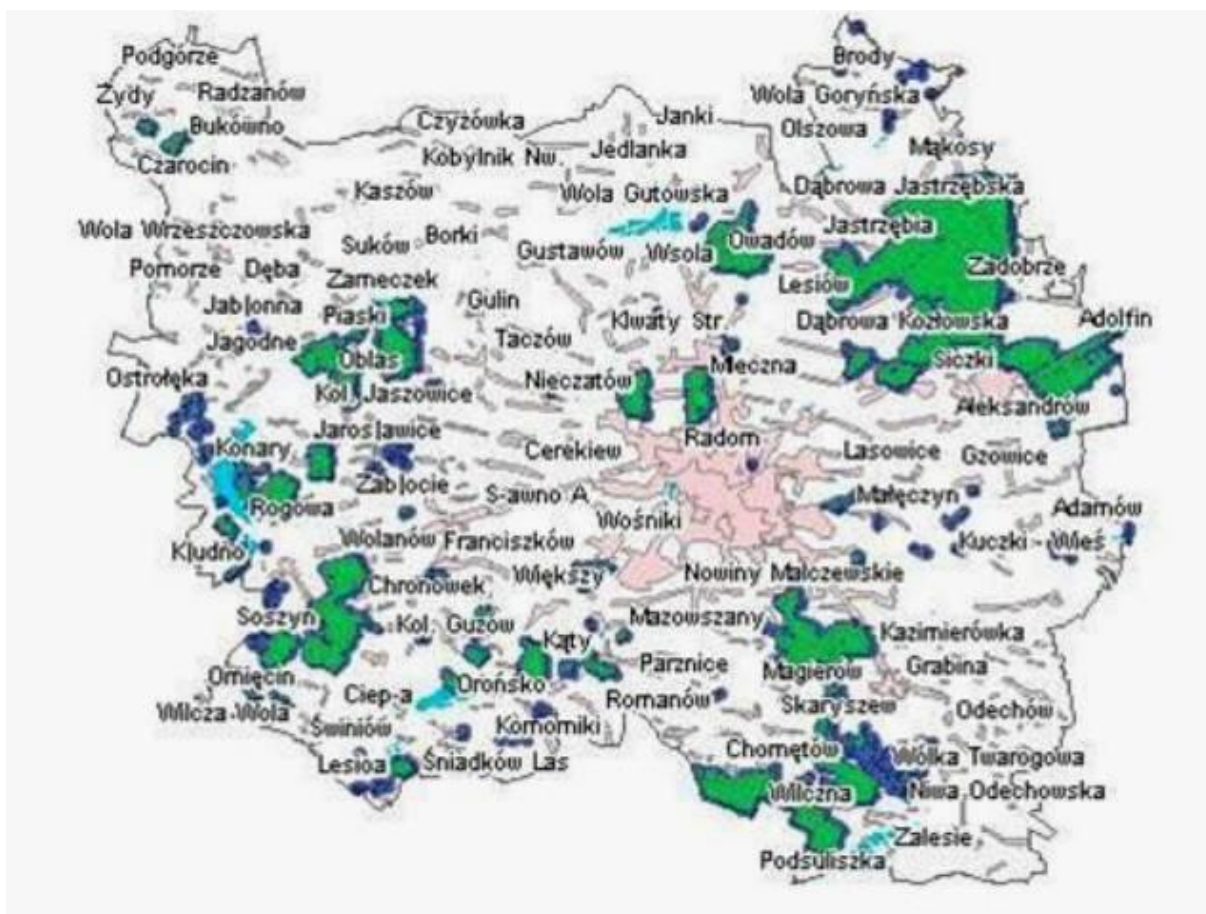 Podgórze
Brody
Żydy
Radzanów
Wola Goryńska
Bukówno
Czyżówka
Janki
Olszowa
Czarocin
Kobylnik Nw.
Jedlanka
Mąkosy
Kaszów
Wola Gutowska
Dąbrowa Jastrzębska
Wola Wrzeszczowska
Suków
Borki
Gustawów
Wsola
Owadów
Jastrzębia
Pomorze
Dęba
Zameczek
Lesiów
Zadobrze
Jabłonna
Piaski
Gulin
Klwaty Str.
Dąbrowa Kozłowska
Adolfin
Jagodne
Oblas
Taczów
Mleczna
Siczki
Ostrołęka
Kol. Jaszowice
Nieczatów
Aleksandrów
Konary
Jarosławice
Cerekiew
Radom
Lasowice
Gzowice
Rogowa
Zabłocie
S-awno A
Wośniki
Małęczyn
Adamów
Kludno
Wolanów
Franciszków
Kuczki - Wieś
Chronówek
Większy
Nowiny Malczewskie
Soszyn
Kol. Guzów
Kąty
Mazowszany
Kazimierówka
Omięcin
Ciep-a
Orońsko
Parznice
Magierów
Grabina
Wilcza Wola
Świniów
Komorniki
Romanów
Skaryszew
Odechów
Lesioa
Śniadków Las
Chomętów
Wólka Twarogowa
Wilczna
Niwa Odechowska
Zalesie
Podsuliszka